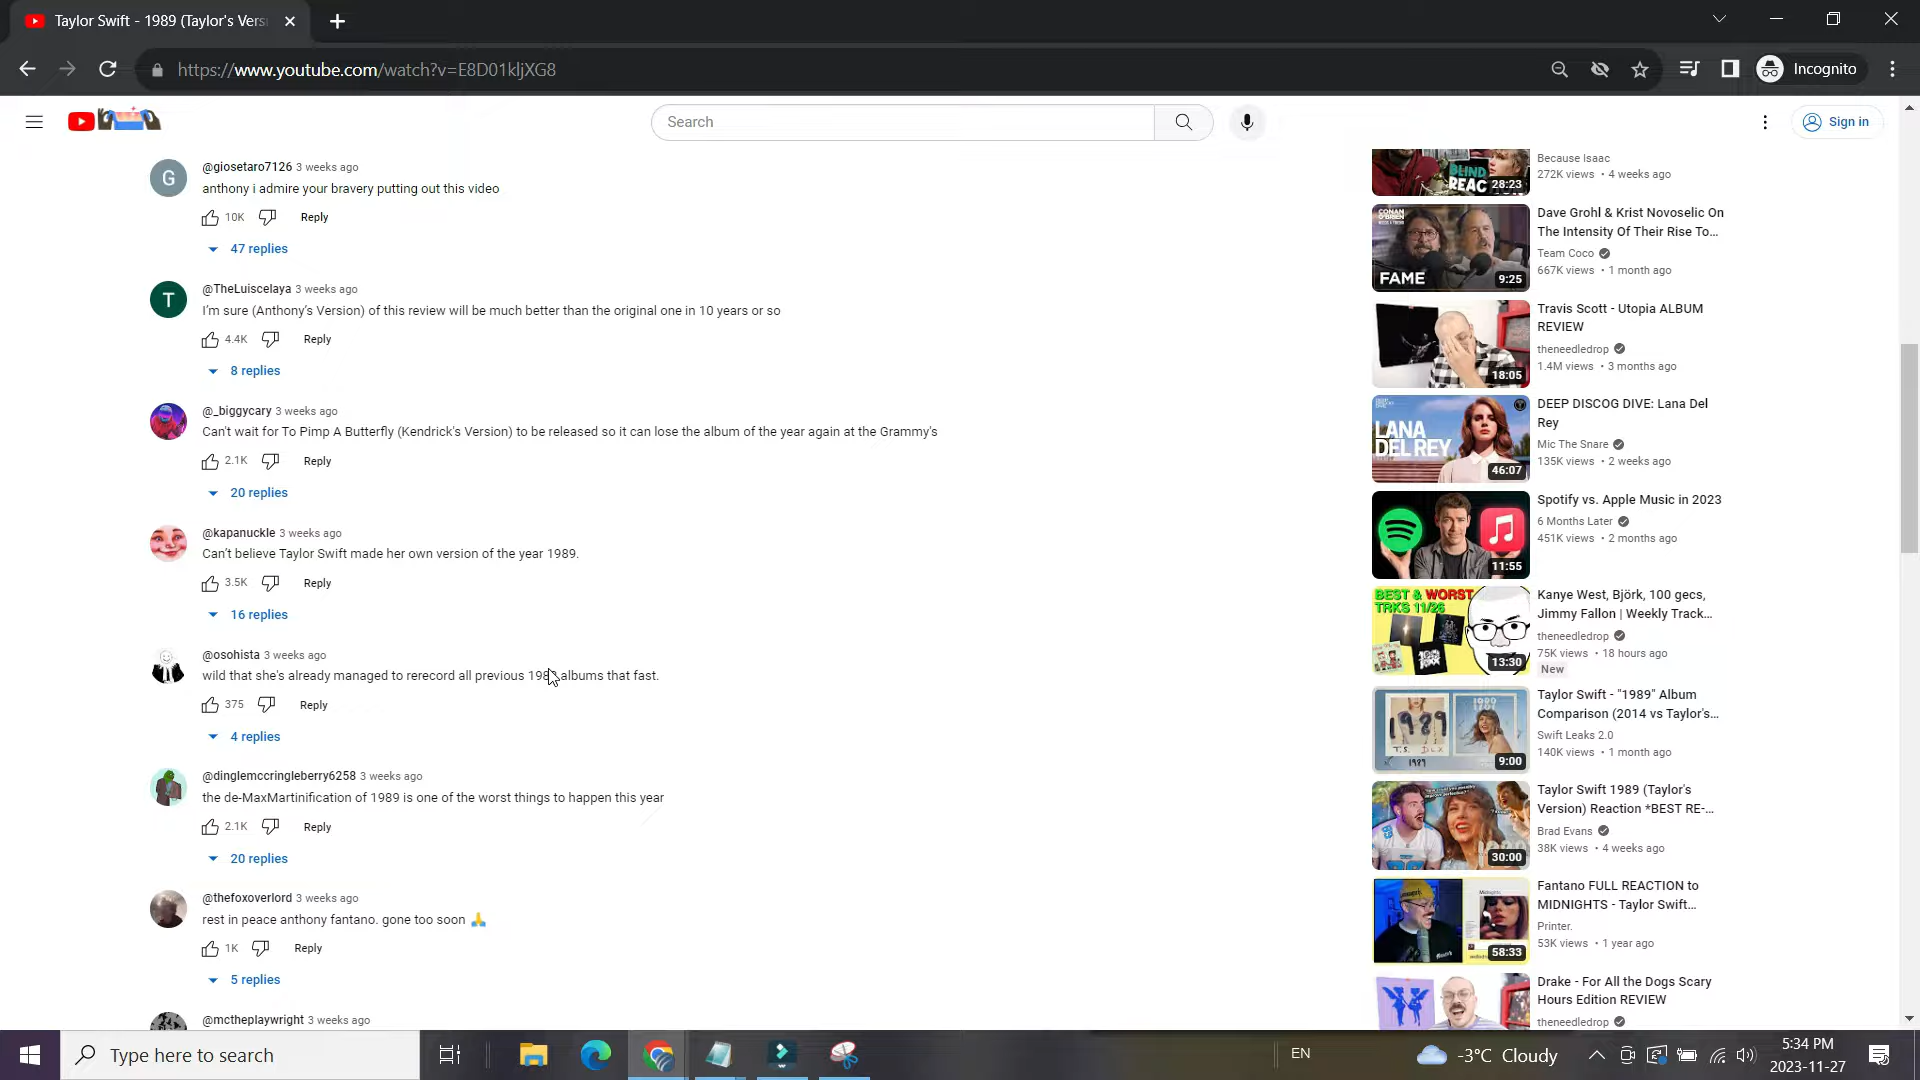 Taylor Swift - 1989 (Taylor's Vers
https://www.youtube.com/watch?v=E8D01kljXG8
Incognito
Search
Sign in
@giosetaro7126 3 weeks ago
anthony i admire your bravery putting out this video
10K Reply
47 replies
@TheLuiscelaya 3 weeks ago
I'm sure (Anthony's Version) of this review will be much better than the original one in 10 years or so
4.4K Reply
8 replies
@_biggycary 3 weeks ago
Can't wait for To Pimp A Butterfly (Kendrick's Version) to be released so it can lose the album of the year again at the Grammy's
2.1K Reply
20 replies
@kapanuckle 3 weeks ago
Can't believe Taylor Swift made her own version of the year 1989.
3.5K Reply
16 replies
@osohista 3 weeks ago
wild that she's already managed to rerecord all previous albums that fast.
375 Reply
4 replies
@dinglemccringleberry6258 3 weeks ago
the de-MaxMartinification of 1989 is one of the worst things to happen this year
2.1K Reply
20 replies
@thefoxoverlord 3 weeks ago
rest in peace anthony fantano. gone too soon 🙏
1K Reply
5 replies
@mctheplaywright 3 weeks ago
BLIND
28:23
Because Isaac
272K views • 4 weeks ago
FAME
9:25
Dave Grohl & Krist Novoselic On
The Intensity Of Their Rise To...
Team Coco
667K views • 1 month ago
18:05
Travis Scott - Utopia ALBUM
REVIEW
theneedledrop
1.4M views • 3 months ago
LANA
DEL REY
46:07
DEEP DISCOG DIVE: Lana Del
Rey
Mic The Snare
135K views • 2 weeks ago
11:55
Spotify vs. Apple Music in 2023
6 Months Later
451K views • 2 months ago
BEST & WORST
TRKS 11/26
13:30
Kanye West, Björk, 100 gecs,
Jimmy Fallon | Weekly Track...
theneedledrop
75K views • 18 hours ago
New
1989
T.S. DLX
1989
9:00
Taylor Swift - "1989" Album
Comparison (2014 vs Taylor's...
Swift Leaks 2.0
140K views • 1 month ago
30:00
Taylor Swift 1989 (Taylor's
Version) Reaction *BEST RE-...
Brad Evans
38K views • 4 weeks ago
Midnights
58:33
Fantano FULL REACTION to
MIDNIGHTS - Taylor Swift...
Printer.
53K views • 1 year ago
Drake - For All the Dogs Scary
Hours Edition REVIEW
theneedledrop
Type here to search
EN
-3°C Cloudy
5:34 PM
2023-11-27